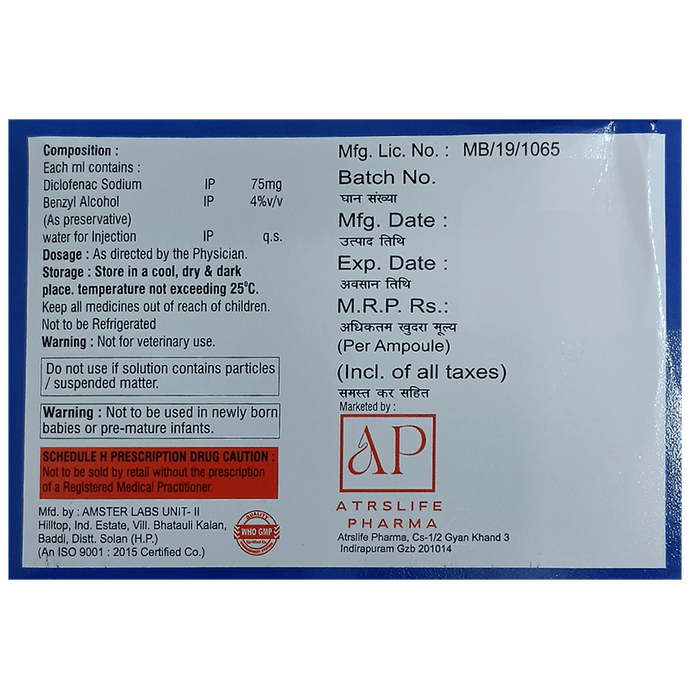 Composition :
Each ml contains :
Diclofenac Sodium IP 75mg
Benzyl Alcohol IP 4%v/v
(As preservative)
water for Injection IP q.s.
Dosage : As directed by the Physician.
Storage : Store in a cool, dry & dark
place. temperature not exceeding 25°C.
Keep all medicines out of reach of children.
Not to be Refrigerated
Warning : Not for veterinary use.
Do not use if solution contains particles
/ suspended matter.
Warning : Not to be used in newly born
babies or pre-mature infants.
SCHEDULE H PRESCRIPTION DRUG CAUTION :
Not to be sold by retail without the prescription
of a Registered Medical Practitioner.
Mfd. by : AMSTER LABS UNIT- II
Hilltop, Ind. Estate, Vill. Bhatauli Kalan,
Baddi, Distt. Solan (H.P.)
(An ISO 9001 : 2015 Certified Co.)
QUALITY
WHO GMP
Certified Co.
Mfg. Lic. No. : MB/19/1065
Batch No.
घान संख्या
Mfg. Date :
उत्पाद तिथि
Exp. Date :
अवसान तिथि
M.R.P. Rs.:
अधिकतम खुदरा मूल्य
(Per Ampoule)
(Incl. of all taxes)
समस्त कर सहित
Marketed by :
AP
ATRSLIFE
PHARMA
Atrslife Pharma, Cs-1/2 Gyan Khand 3
Indirapuram Gzb 201014